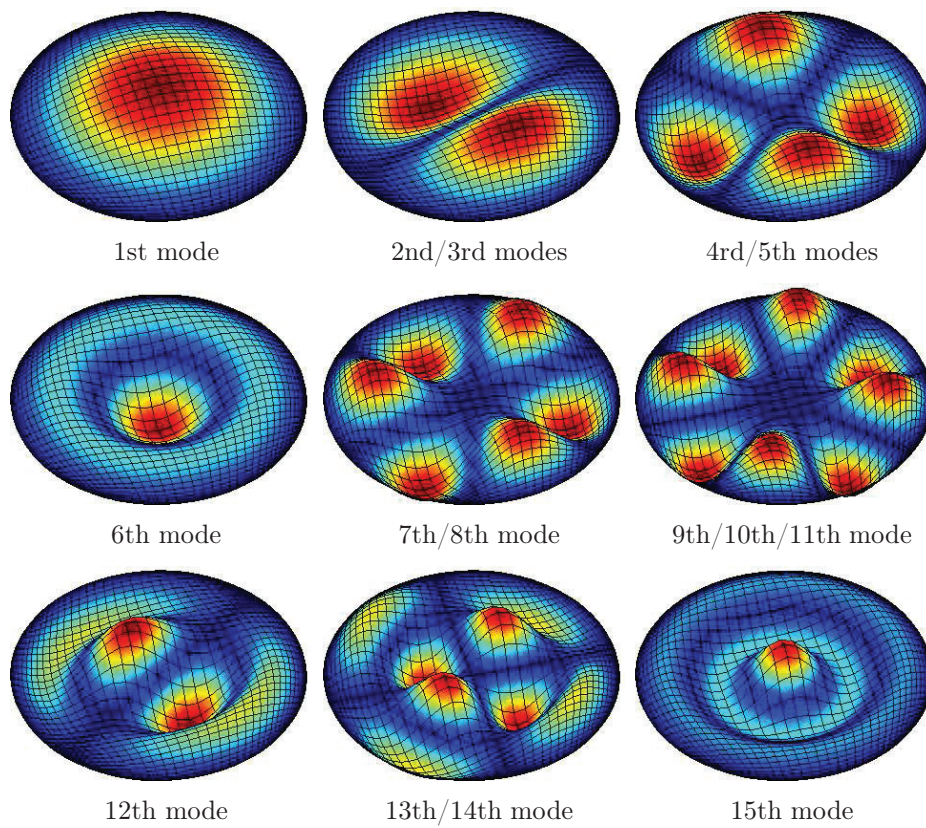 1st mode
2nd/3rd modes
4rd/5th modes
6th mode
7th/8th mode
9th/10th/11th mode
12th mode
13th/14th mode
15th mode